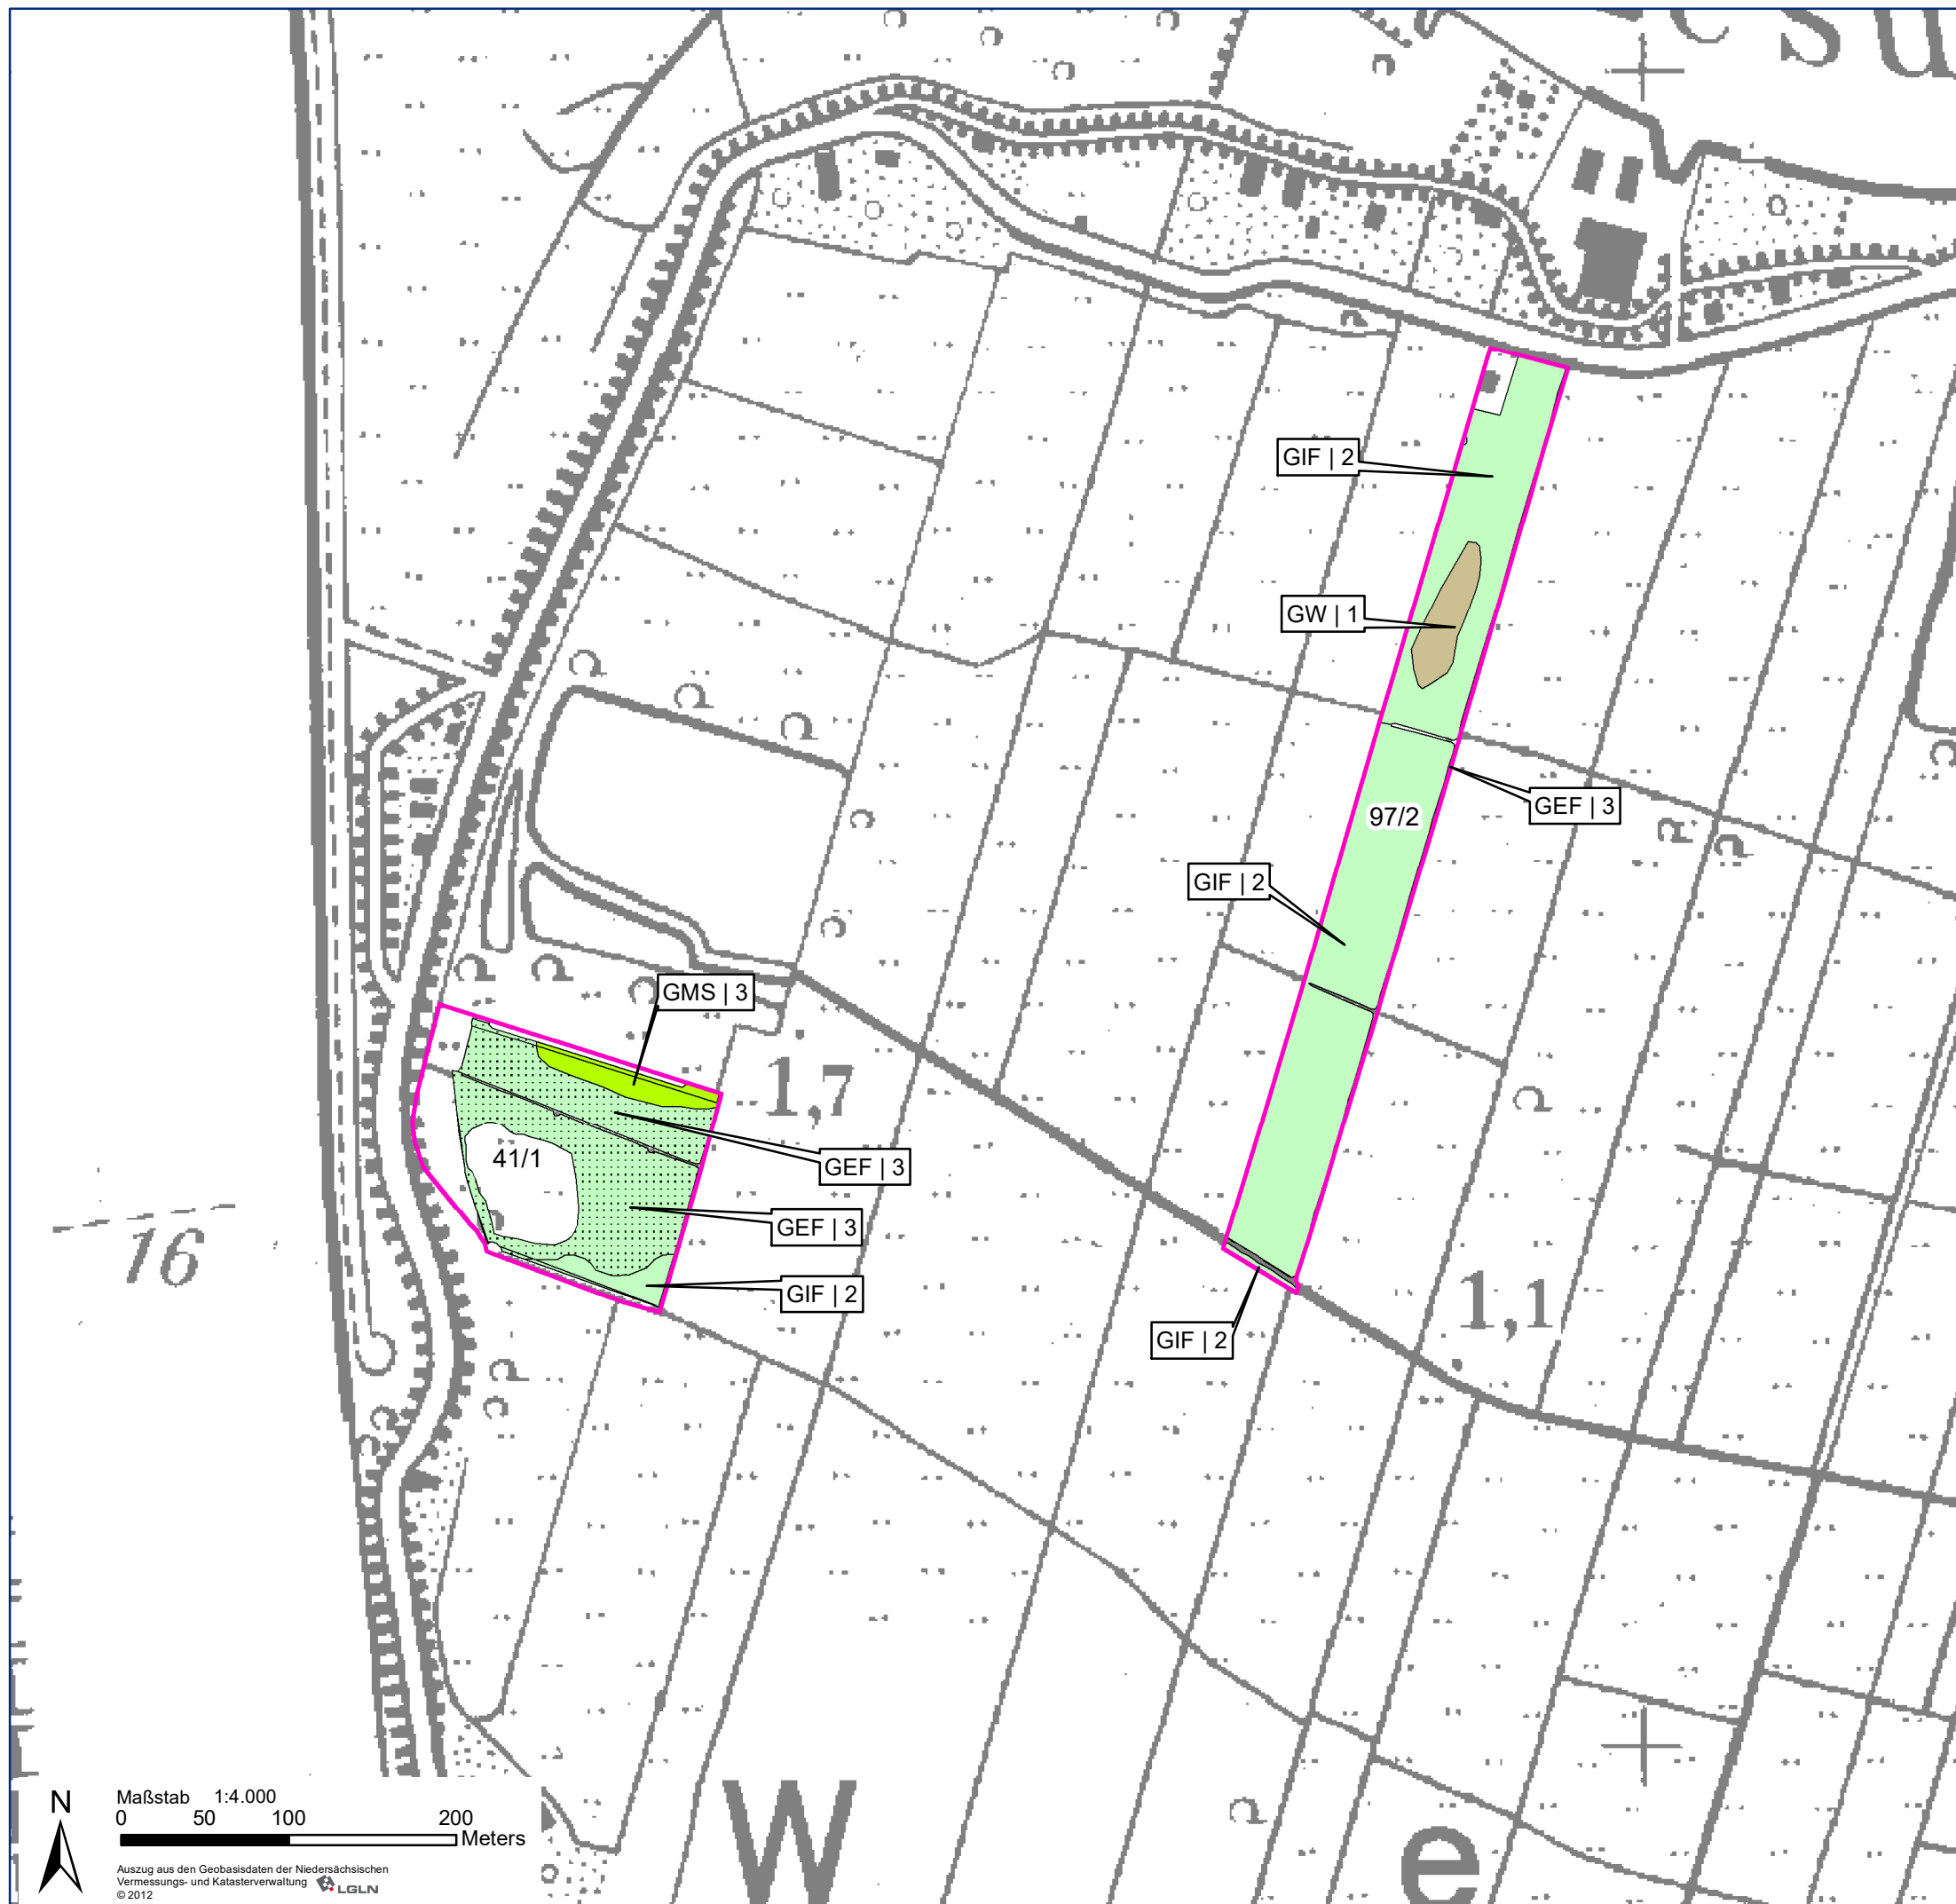 su
GIF | 2
GW | 1
GEF | 3
97/2
GIF | 2
GMS | 3
1,7
41/1
GEF | 3
GEF | 3
16
GIF | 2
1,1
GIF | 2
W
e
N
Maßstab 1:4.000
0 50 100 200
Meters
Auszug aus den Geobasisdaten der Niedersächsischen
Vermessungs- und Katasterverwaltung LGLN
© 2012